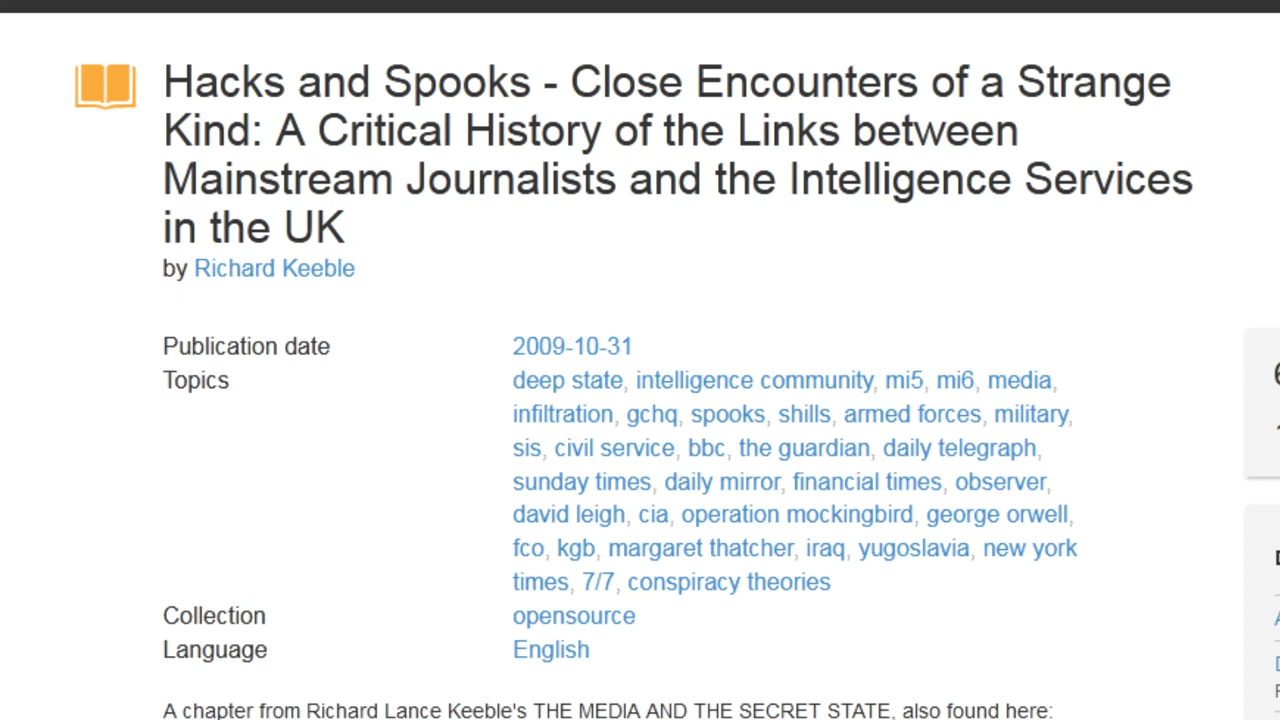 Hacks and Spooks - Close Encounters of a Strange
Kind: A Critical History of the Links between
Mainstream Journalists and the Intelligence Services
in the UK
by Richard Keeble
Publication date 2009-10-31
Topics deep state, intelligence community, mi5, mi6, media,
infiltration, gchq, spooks, shills, armed forces, military,
sis, civil service, bbc, the guardian, daily telegraph,
sunday times, daily mirror, financial times, observer,
david leigh, cia, operation mockingbird, george orwell,
fco, kgb, margaret thatcher, iraq, yugoslavia, new york
times, 7/7, conspiracy theories
Collection opensource
Language English
A chapter from Richard Lance Keeble's THE MEDIA AND THE SECRET STATE, also found here: